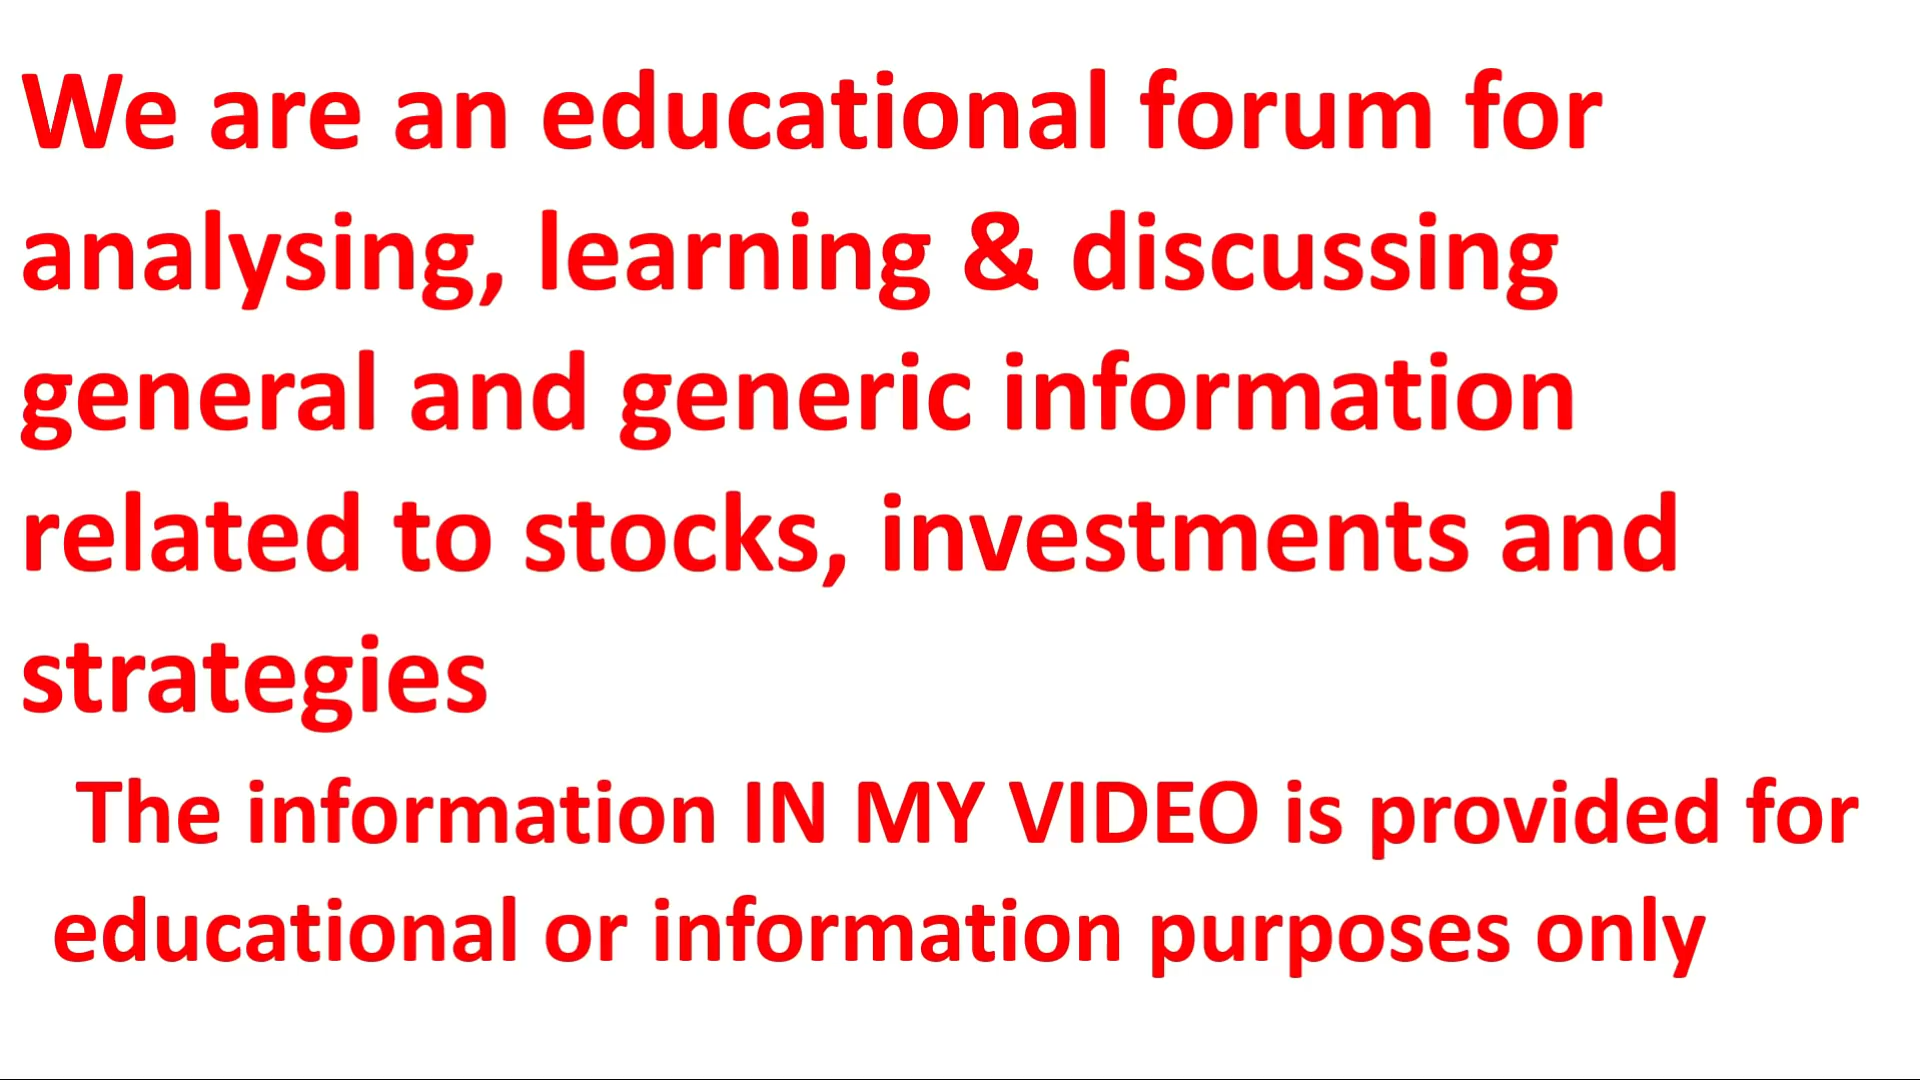 We are an educational forum for
analysing, learning & discussing
general and generic information
related to stocks, investments and
strategies
The information IN MY VIDEO is provided for
educational or information purposes only